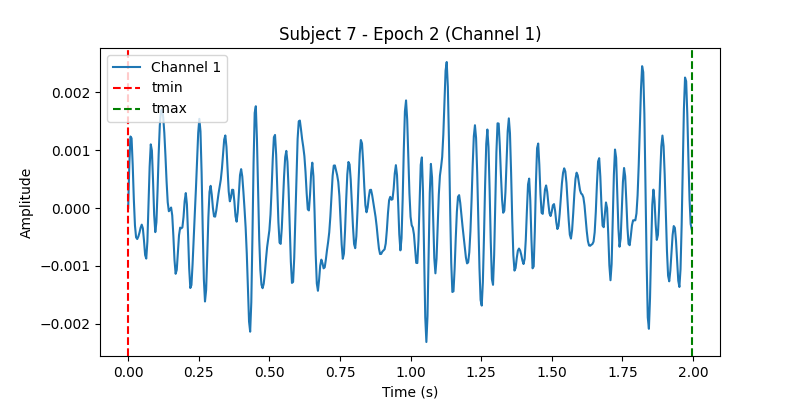 Subject 7 - Epoch 2 (Channel 1)
Channel 1
tmin
tmax
Amplitude
0.002
0.001
0.000
−0.001
−0.002
0.00 0.25 0.50 0.75 1.00 1.25 1.50 1.75 2.00
Time (s)